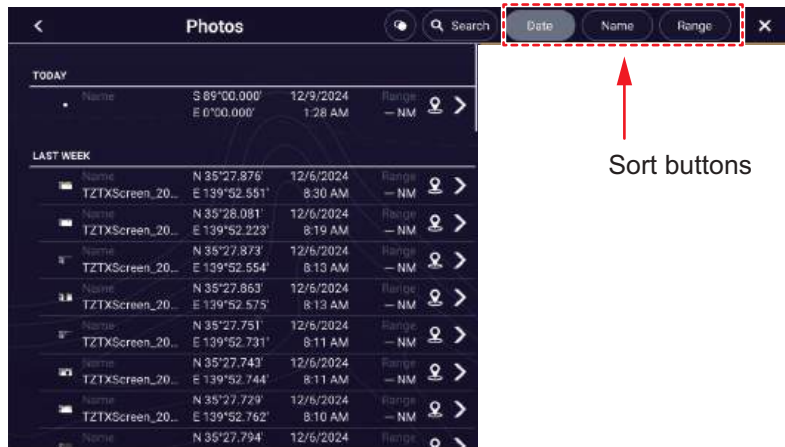 Photos Search Date Name Range
Sort buttons
TODAY
Name S 89°00.000' 12/9/2024 Range
E 0°00.000' 1:28 AM — NM
LAST WEEK
Name N 35°27.876' 12/6/2024 Range
TZTXScreen_20... E 139°52.551' 8:30 AM — NM
Name N 35°28.081' 12/6/2024 Range
TZTXScreen_20... E 139°52.223' 8:19 AM — NM
Name N 35°27.873' 12/6/2024 Range
TZTXScreen_20... E 139°52.554' 8:13 AM — NM
Name N 35°27.863' 12/6/2024 Range
TZTXScreen_20... E 139°52.575' 8:13 AM — NM
Name N 35°27.751' 12/6/2024 Range
TZTXScreen_20... E 139°52.731' 8:11 AM — NM
Name N 35°27.743' 12/6/2024 Range
TZTXScreen_20... E 139°52.744' 8:11 AM — NM
Name N 35°27.729' 12/6/2024 Range
TZTXScreen_20... E 139°52.762' 8:10 AM — NM
Name N 35°27.794' 12/6/2024 Range